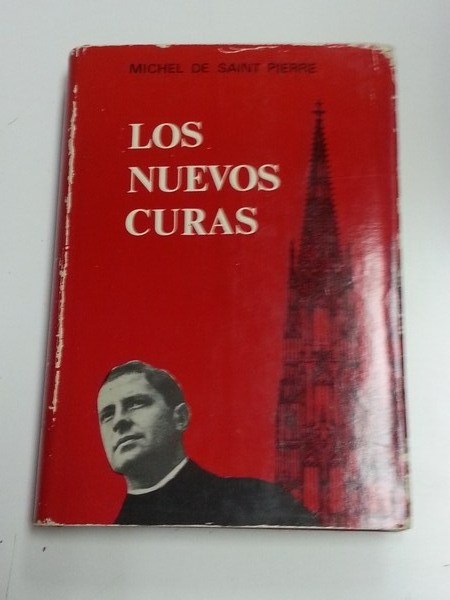 MICHEL DE SAINT PIERRE
LOS
NUEVOS
CURAS